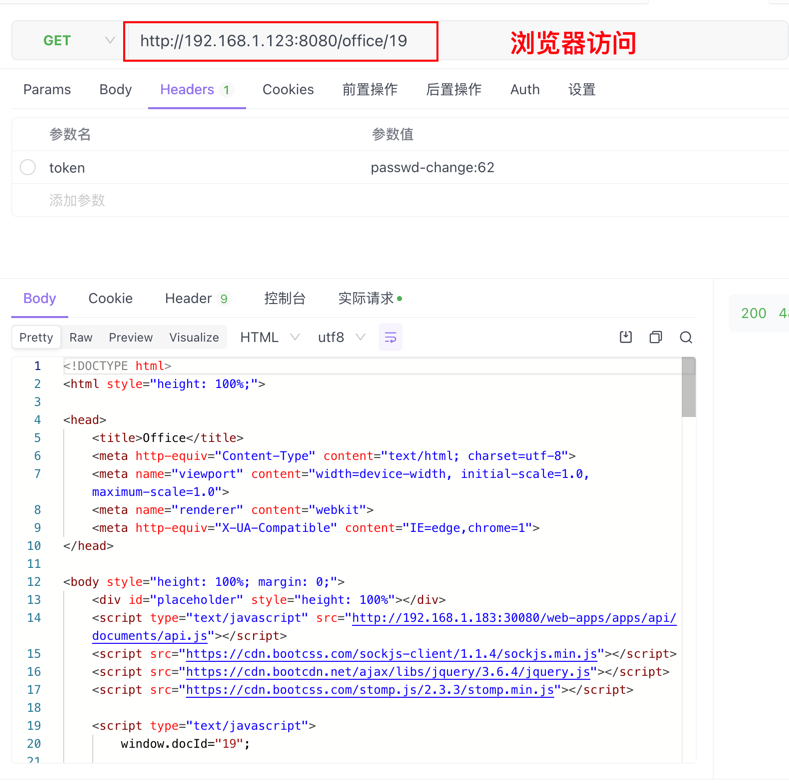 GET http://192.168.1.123:8080/office/19 浏览器访问
Params Body Headers 1 Cookies 前置操作 后置操作 Auth 设置
参数名 参数值
token passwd-change:62
添加参数
Body Cookie Header 9 控制台 实际请求
200
Pretty Raw Preview Visualize HTML utf8
1 <!DOCTYPE html>
2 <html style="height: 100%;">
3
4 <head>
5 <title>Office</title>
6 <meta http-equiv="Content-Type" content="text/html; charset=utf-8">
7 <meta name="viewport" content="width=device-width, initial-scale=1.0,
maximum-scale=1.0">
8 <meta name="renderer" content="webkit">
9 <meta http-equiv="X-UA-Compatible" content="IE=edge,chrome=1">
10 </head>
11
12 <body style="height: 100%; margin: 0;">
13 <div id="placeholder" style="height: 100%"></div>
14 <script type="text/javascript" src="http://192.168.1.183:30080/web-apps/apps/api/
documents/api.js"></script>
15 <script src="https://cdn.bootcss.com/sockjs-client/1.1.4/sockjs.min.js"></script>
16 <script src="https://cdn.bootcdn.net/ajax/libs/jquery/3.6.4/jquery.js"></script>
17 <script src="https://cdn.bootcss.com/stomp.js/2.3.3/stomp.min.js"></script>
18
19 <script type="text/javascript">
20 window.docId="19";
21